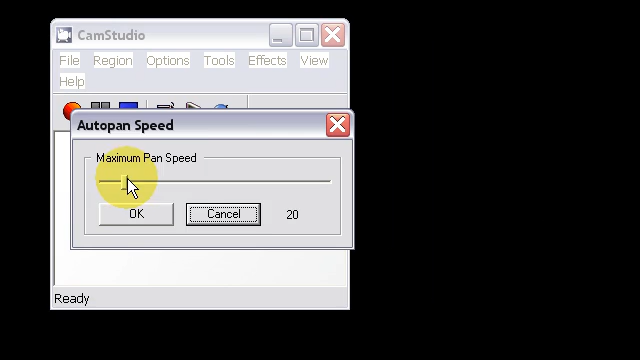 CamStudio
File Region Options Tools Effects View
Help
Autopan Speed
Maximum Pan Speed
OK Cancel 20
Ready